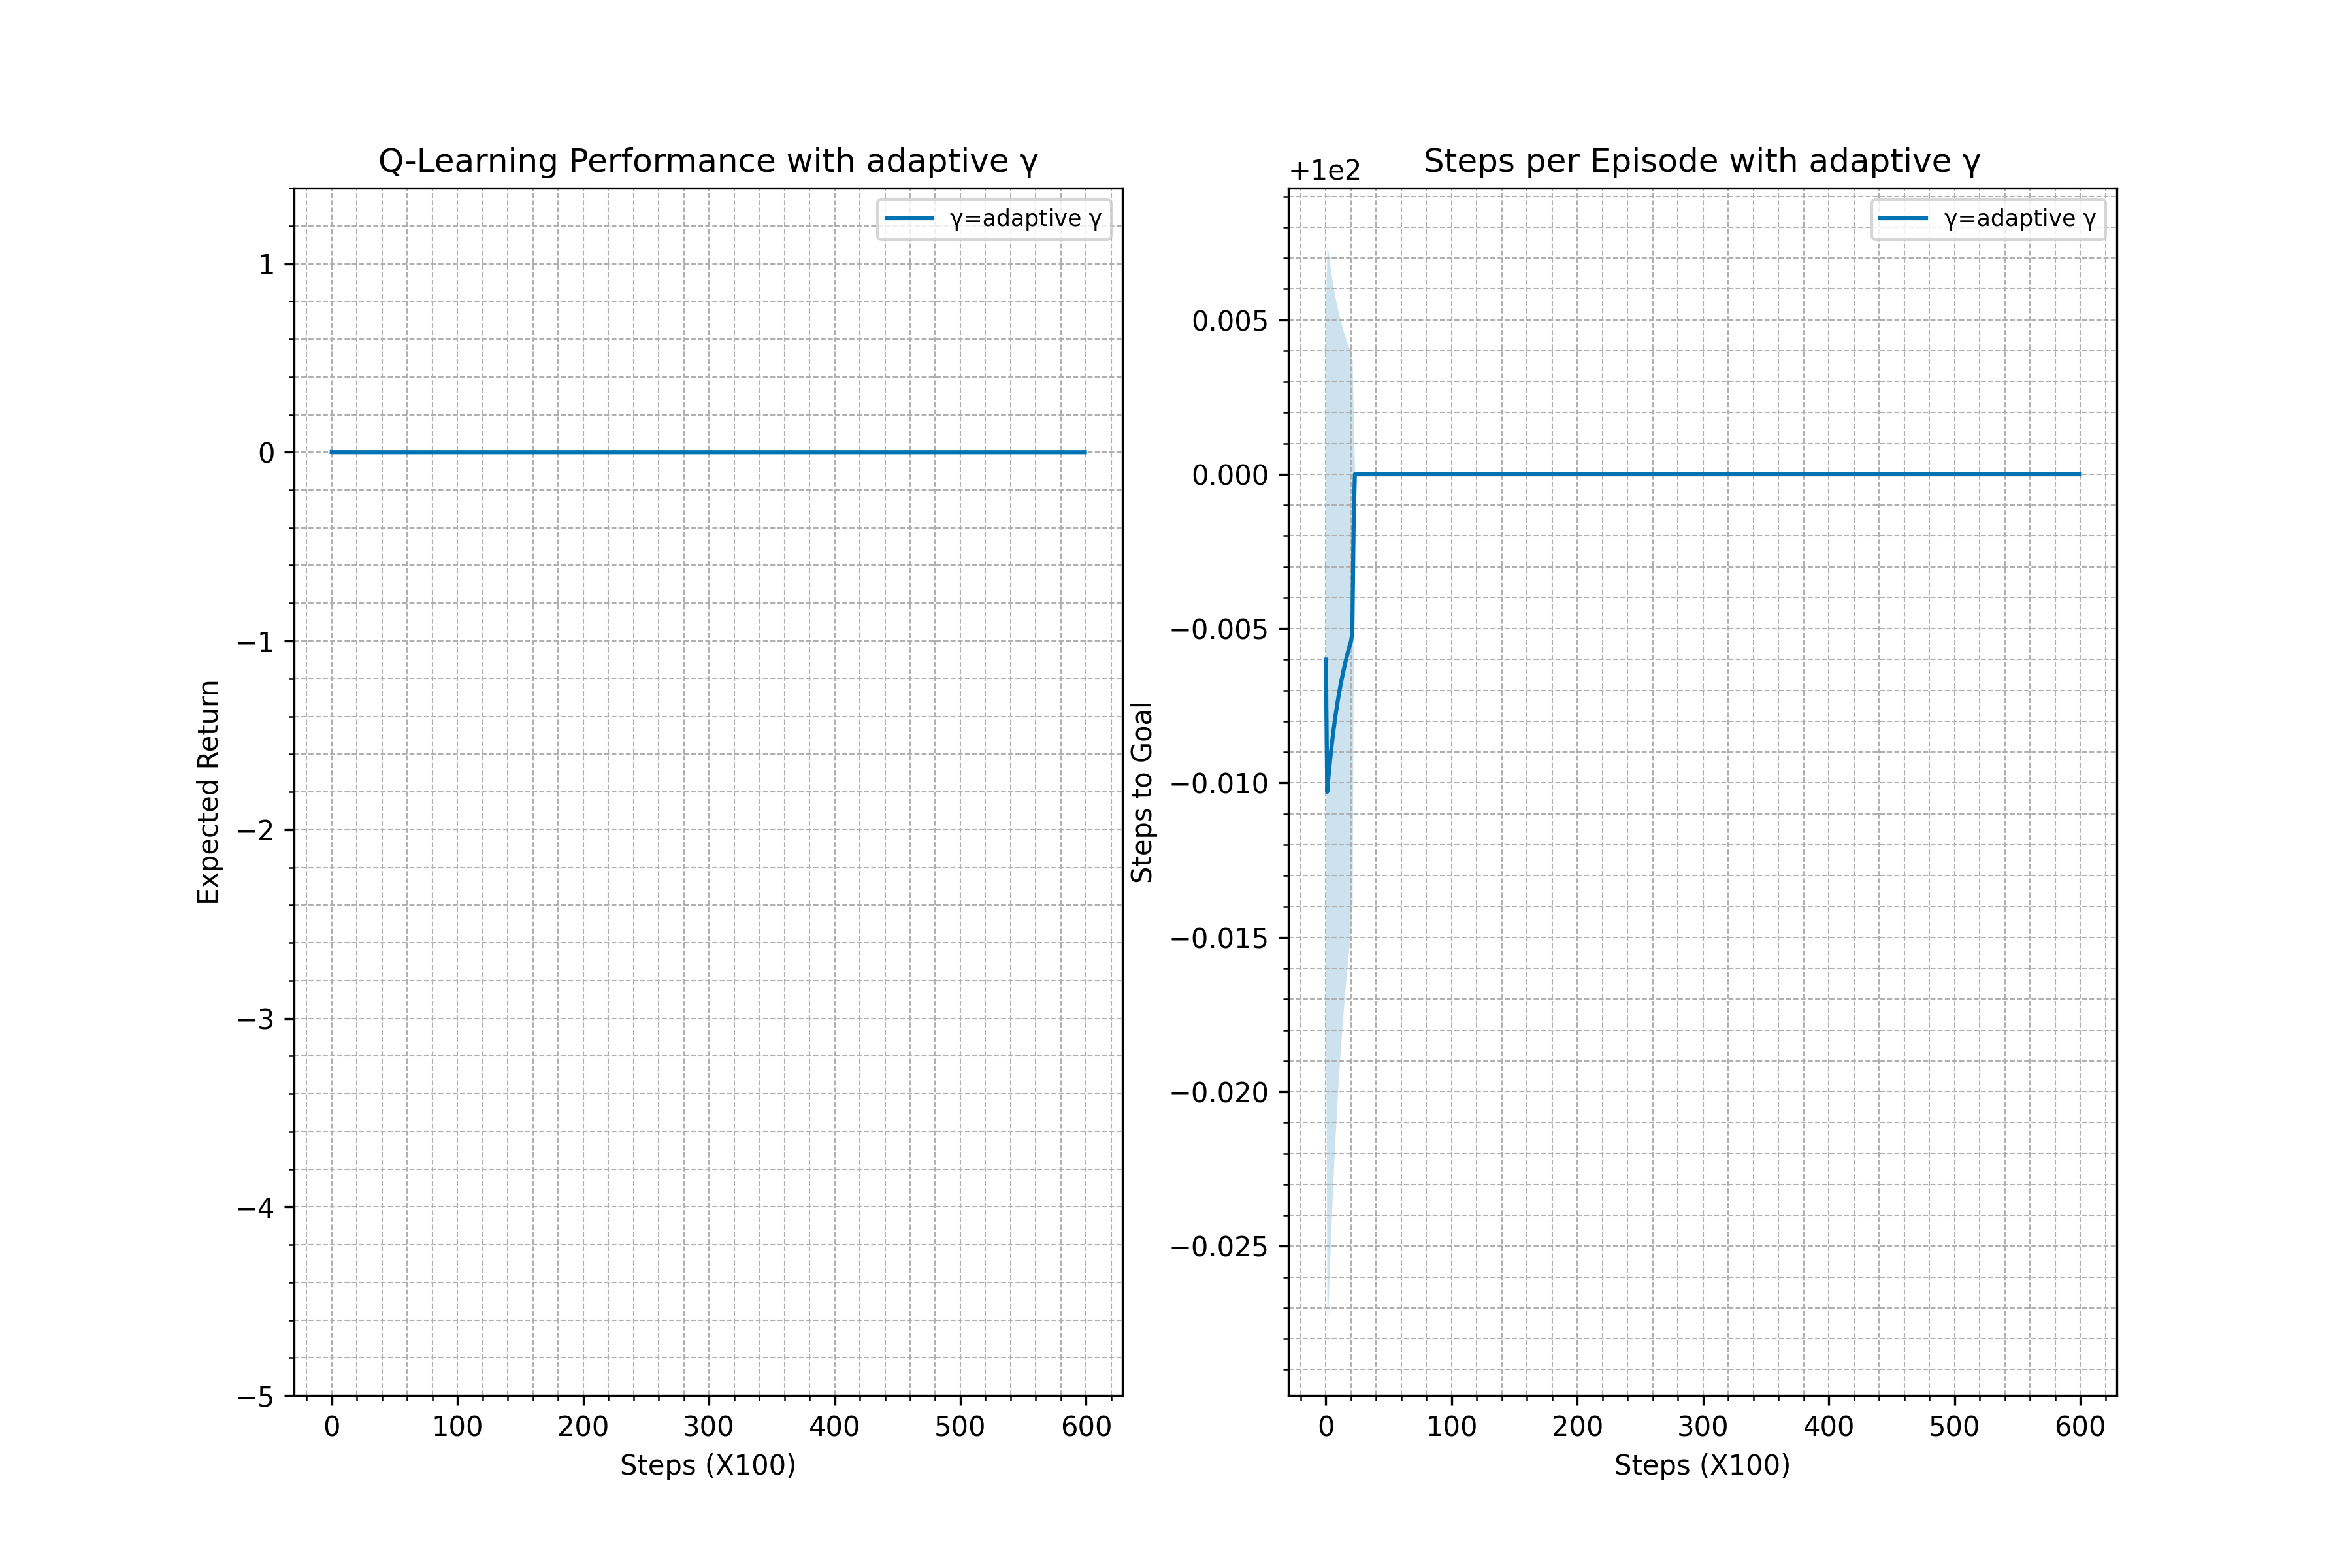 Q-Learning Performance with adaptive γ
γ=adaptive γ
1
0
−1
−2
−3
−4
−5
Expected Return
0 100 200 300 400 500 600
Steps (X100)
Steps per Episode with adaptive γ
+1e2
γ=adaptive γ
0.005
0.000
−0.005
−0.010
−0.015
−0.020
−0.025
Steps to Goal
0 100 200 300 400 500 600
Steps (X100)